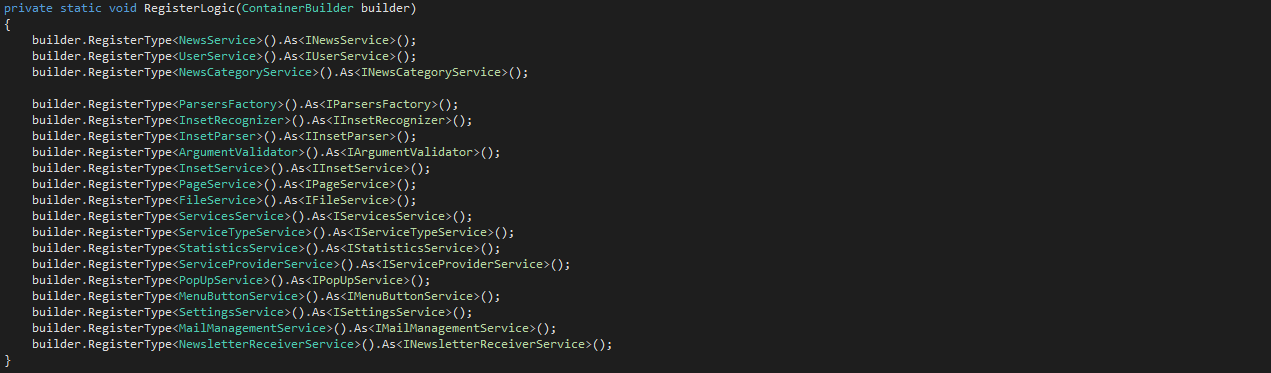 private static void RegisterLogic(ContainerBuilder builder)
{
builder.RegisterType<NewsService>().As<INewsService>();
builder.RegisterType<UserService>().As<IUserService>();
builder.RegisterType<NewsCategoryService>().As<INewsCategoryService>();
builder.RegisterType<ParsersFactory>().As<IParsersFactory>();
builder.RegisterType<InsetRecognizer>().As<IInsetRecognizer>();
builder.RegisterType<InsetParser>().As<IInsetParser>();
builder.RegisterType<ArgumentValidator>().As<IArgumentValidator>();
builder.RegisterType<InsetService>().As<IInsetService>();
builder.RegisterType<PageService>().As<IPageService>();
builder.RegisterType<FileService>().As<IFileService>();
builder.RegisterType<ServicesService>().As<IServicesService>();
builder.RegisterType<ServiceTypeService>().As<IServiceTypeService>();
builder.RegisterType<StatisticsService>().As<IStatisticsService>();
builder.RegisterType<ServiceProviderService>().As<IServiceProviderService>();
builder.RegisterType<PopUpService>().As<IPopUpService>();
builder.RegisterType<MenuButtonService>().As<IMenuButtonService>();
builder.RegisterType<SettingsService>().As<ISettingsService>();
builder.RegisterType<MailManagementService>().As<IMailManagementService>();
builder.RegisterType<NewsletterReceiverService>().As<INewsletterReceiverService>();
}